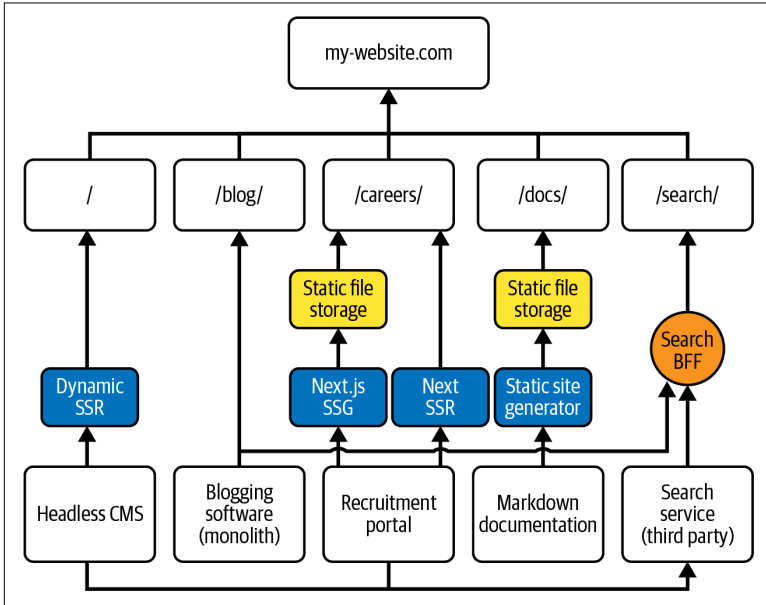 my-website.com
/
/blog/
/careers/
/docs/
/search/
Static file
storage
Static file
storage
Search
BFF
Dynamic
SSR
Next.js
SSG
Next
SSR
Static site
generator
Headless CMS
Blogging
software
(monolith)
Recruitment
portal
Markdown
documentation
Search
service
(third party)